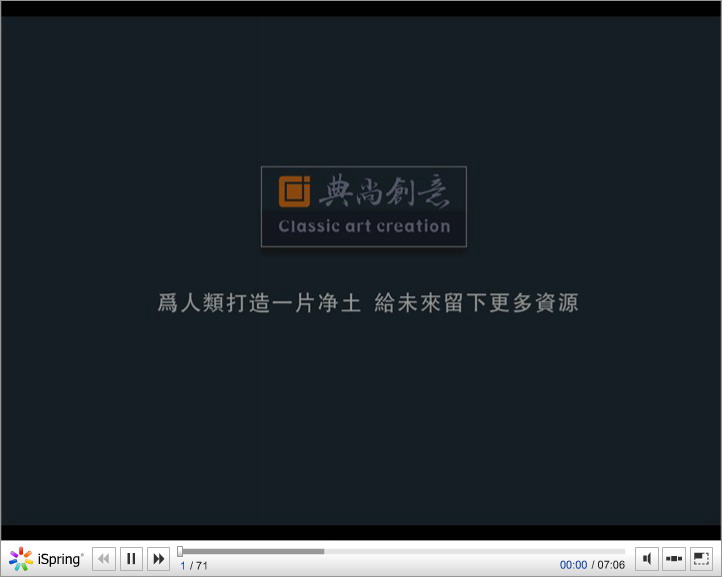 典尚創意
Classic art creation
爲人類打造一片净土 給未來留下更多資源
iSpring®
1 / 71
00:00 / 07:06